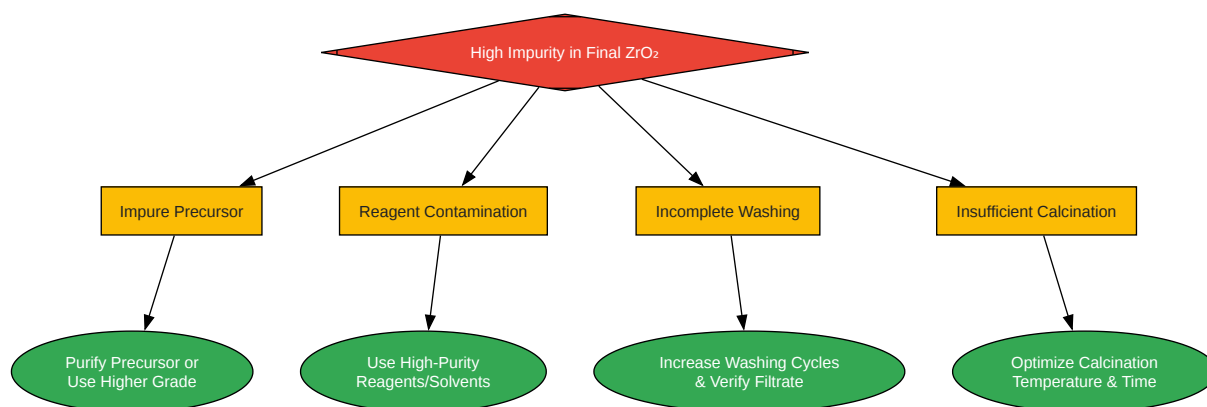 High Impurity in Final ZrO₂
Impure Precursor
Reagent Contamination
Incomplete Washing
Insufficient Calcination
Purify Precursor or
Use Higher Grade
Use High-Purity
Reagents/Solvents
Increase Washing Cycles
& Verify Filtrate
Optimize Calcination
Temperature & Time